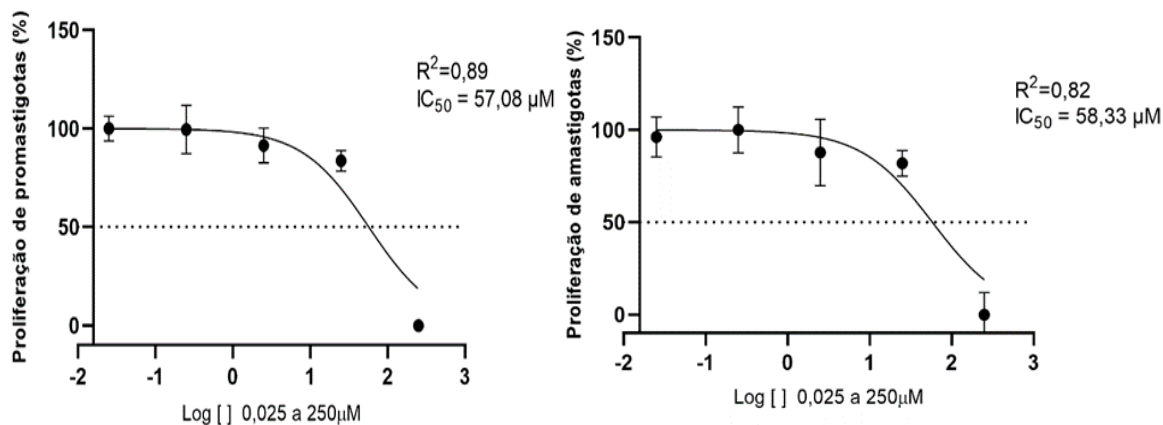 Proliferação de promastigotas (%)
150
100
50
0
R²=0,89
IC₅₀ = 57,08 µM
-2 -1 0 1 2 3
Log [ ] 0,025 a 250µM
Proliferação de amastigotas (%)
150
100
50
0
R²=0,82
IC₅₀ = 58,33 µM
-2 -1 0 1 2 3
Log [ ] 0,025 a 250µM